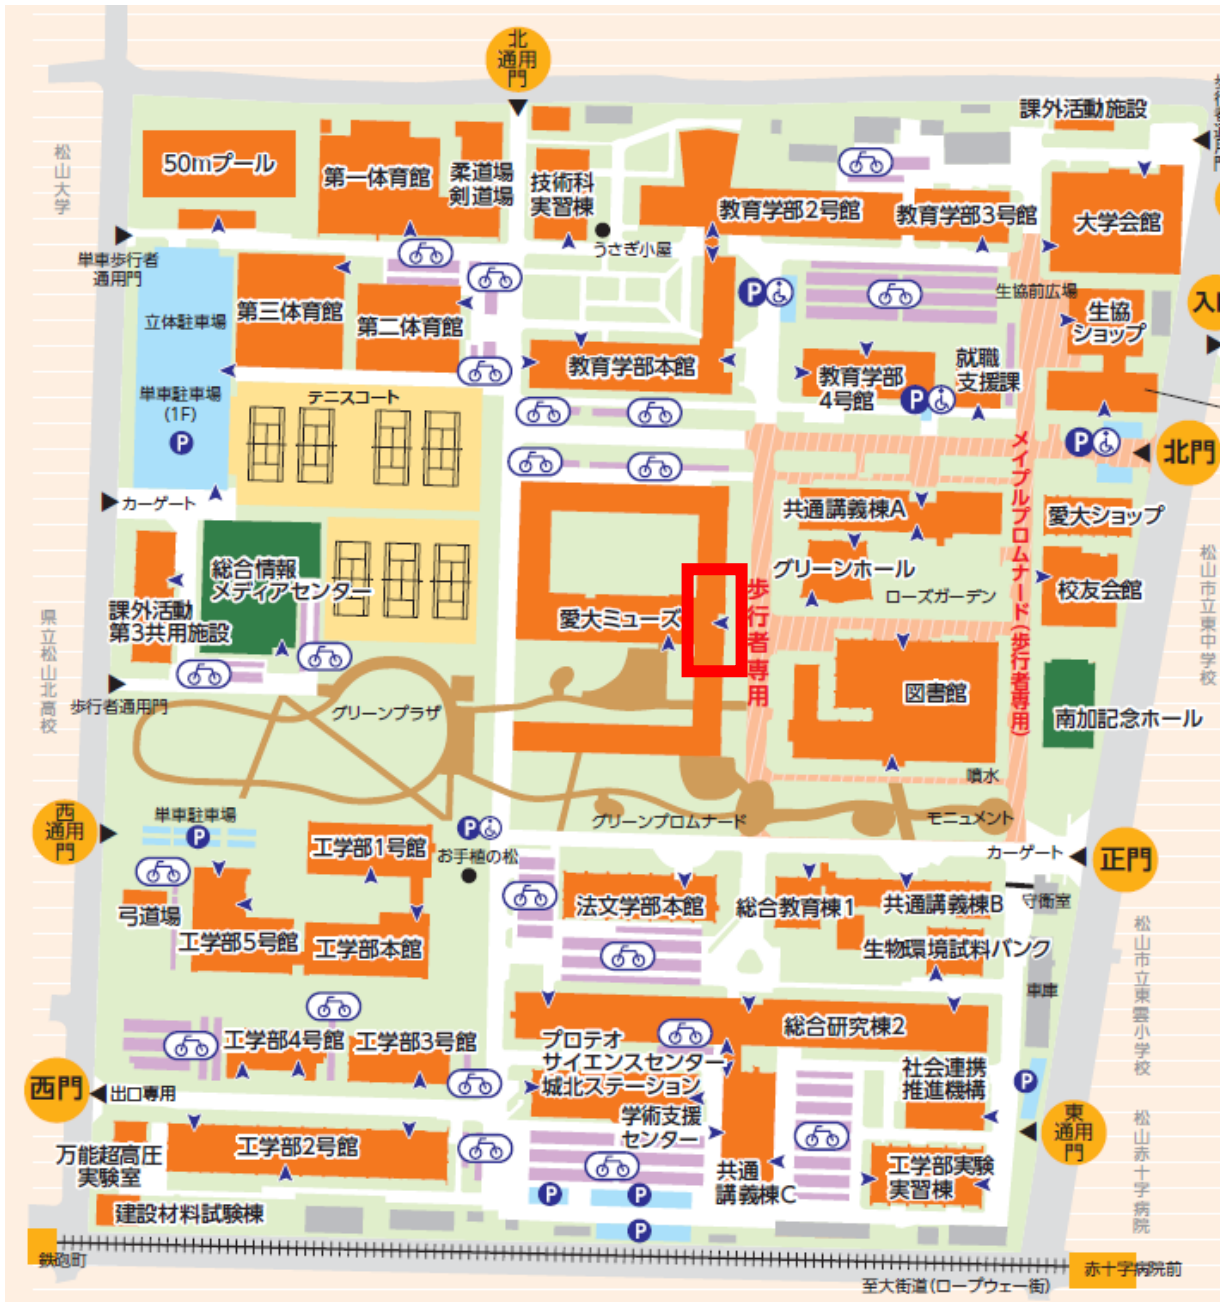 北
通用
門
歩行者通用門
課外活動施設
50mプール
第一体育館
柔道場
剣道場
技術科
実習棟
教育学部2号館
教育学部3号館
大学会館
松山大学
うさぎ小屋
単車歩行者
通用門
P
生協前広場
入
立体駐車場
第三体育館
第二体育館
生協
ショップ
教育学部本館
教育学部
4号館
就職
支援課
P
単車駐車場
(1F)
P
テニスコート
P
北門
カーゲート
共通講義棟A
愛大ショップ
メイプルプロムナード(歩行者専用)
総合情報
メディアセンター
グリーンホール
ローズガーデン
校友会館
松山市立東中学校
課外活動
第3共用施設
愛大ミューズ
歩行者専用
県立松山北高校
歩行者通用門
グリーンプラザ
図書館
南加記念ホール
噴水
西
通用
門
単車駐車場
P
P
グリーンプロムナード
モニュメント
工学部1号館
お手植の松
カーゲート
正門
弓道場
工学部5号館
工学部本館
法文学部本館
総合教育棟1
共通講義棟B
守衛室
生物環境試料バンク
車庫
松山市立東雲小学校
工学部4号館
工学部3号館
プロテオ
サイエンスセンター
城北ステーション
総合研究棟2
社会連携
推進機構
P
西門
出口専用
学術支援
センター
東
通用
門
工学部2号館
万能超高圧
実験室
共通
講義棟C
工学部実験
実習棟
松山赤十字病院
建設材料試験棟
P
P
P
鉄砲町
至大街道(ロープウェー街)
赤十字病院前